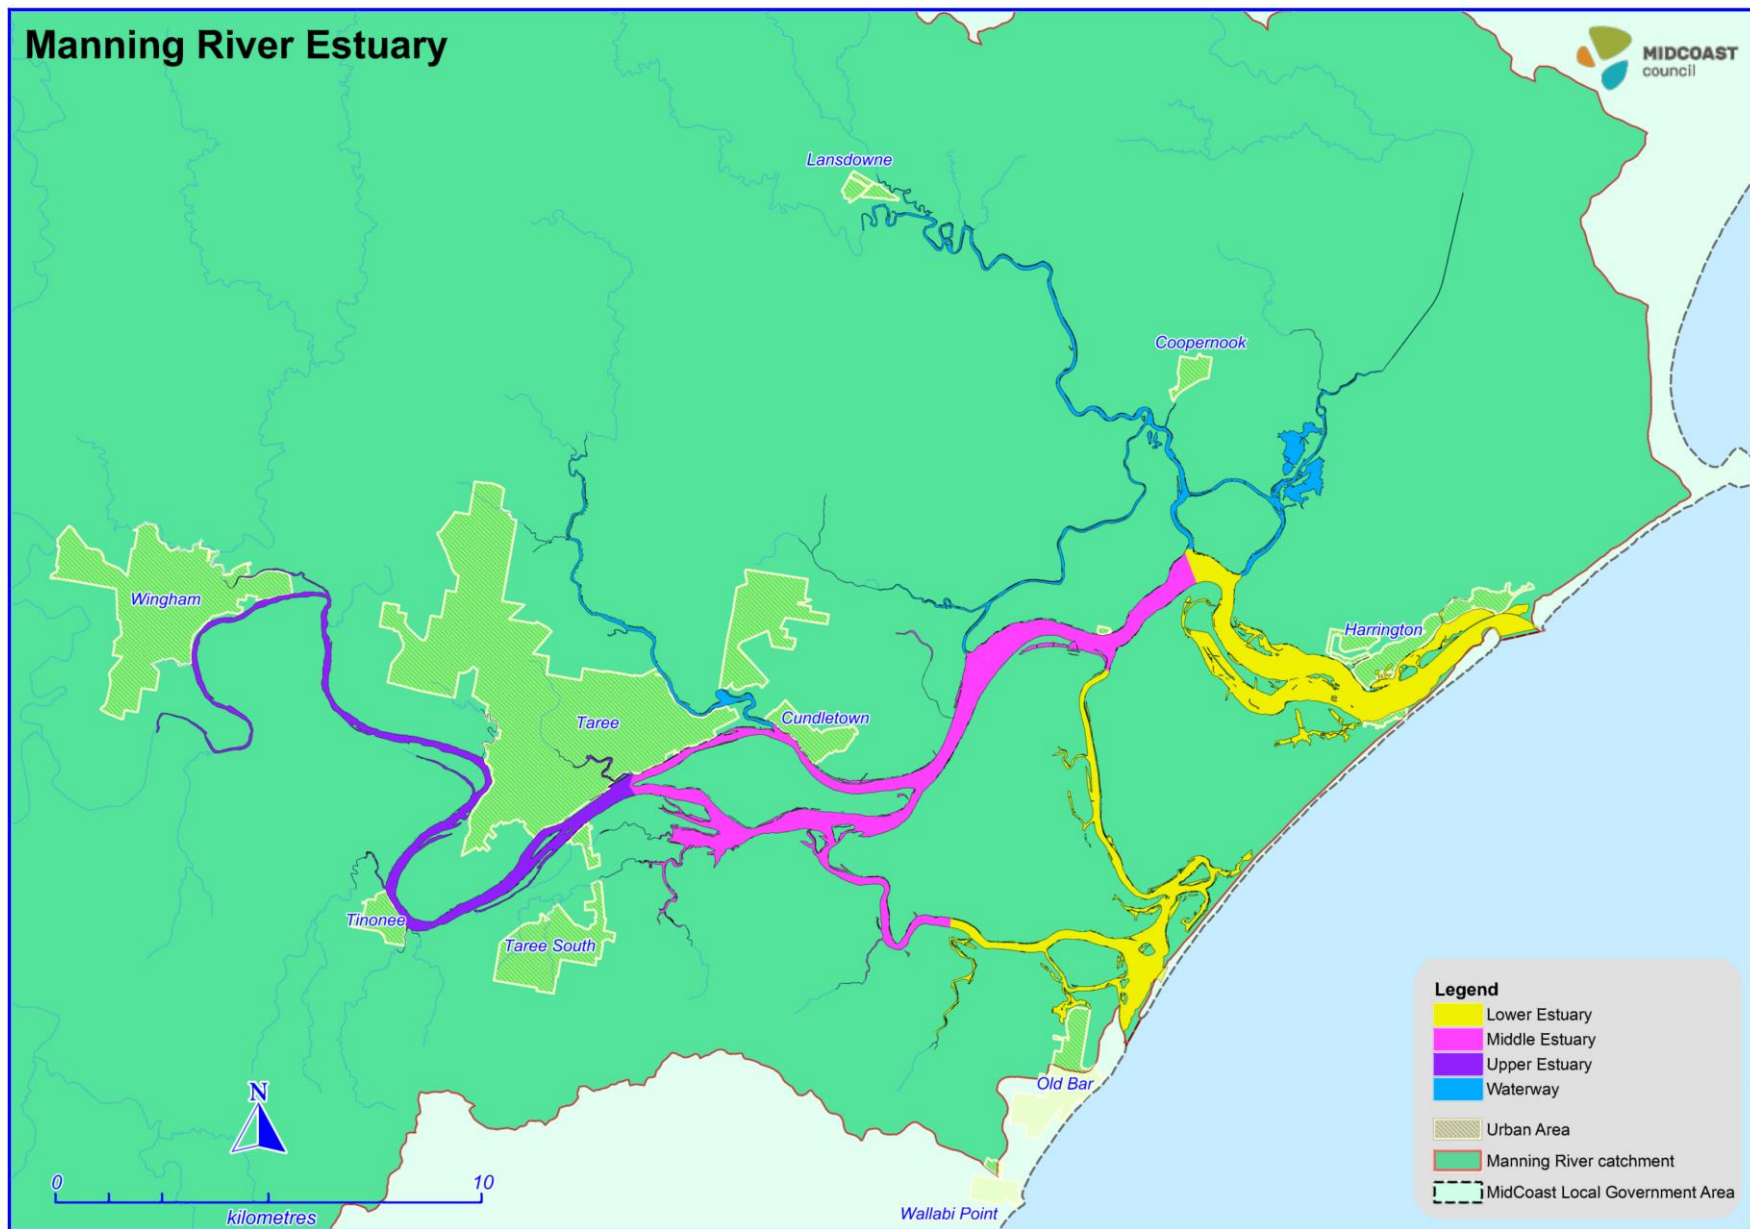 Manning River Estuary
MIDCOAST
council
Lansdowne
Coopernook
Wingham
Harrington
Taree
Cundletown
Tinonee
Taree South
Old Bar
Wallabi Point
N
0 10
kilometres
Legend
Lower Estuary
Middle Estuary
Upper Estuary
Waterway
Urban Area
Manning River catchment
MidCoast Local Government Area